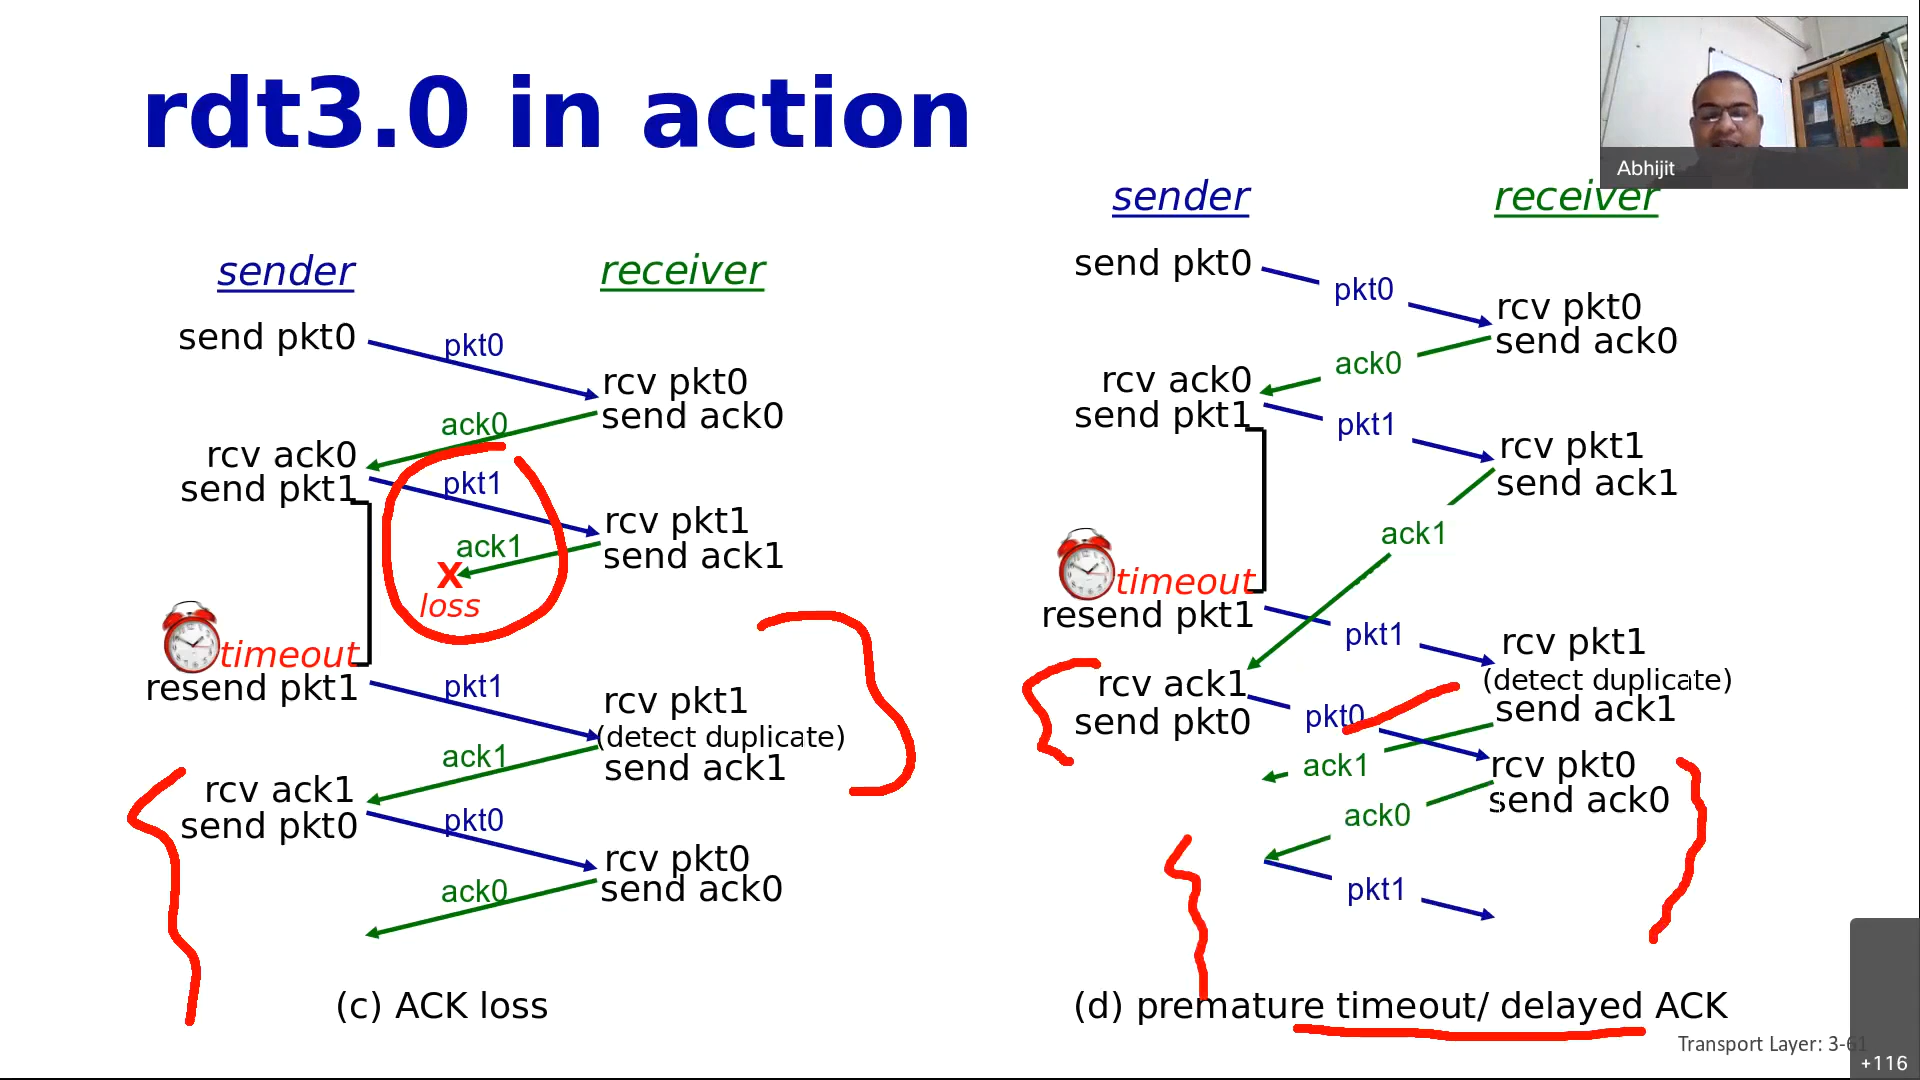 rdt3.0 in action
Abhijit
sender
receiver
send pkt0
pkt0
rcv pkt0
send ack0
ack0
rcv ack0
send pkt1
pkt1
rcv pkt1
send ack1
ack1
X
loss
timeout
resend pkt1
pkt1
rcv pkt1
(detect duplicate)
send ack1
ack1
rcv ack1
send pkt0
pkt0
rcv pkt0
send ack0
ack0
(c) ACK loss
sender
receiver
send pkt0
pkt0
rcv pkt0
send ack0
ack0
rcv ack0
send pkt1
pkt1
rcv pkt1
send ack1
ack1
timeout
resend pkt1
pkt1
rcv pkt1
(detect duplicate)
send ack1
rcv ack1
send pkt0
pkt0
ack1
rcv pkt0
send ack0
ack0
pkt1
(d) premature timeout/ delayed ACK
Transport Layer: 3-61
+116